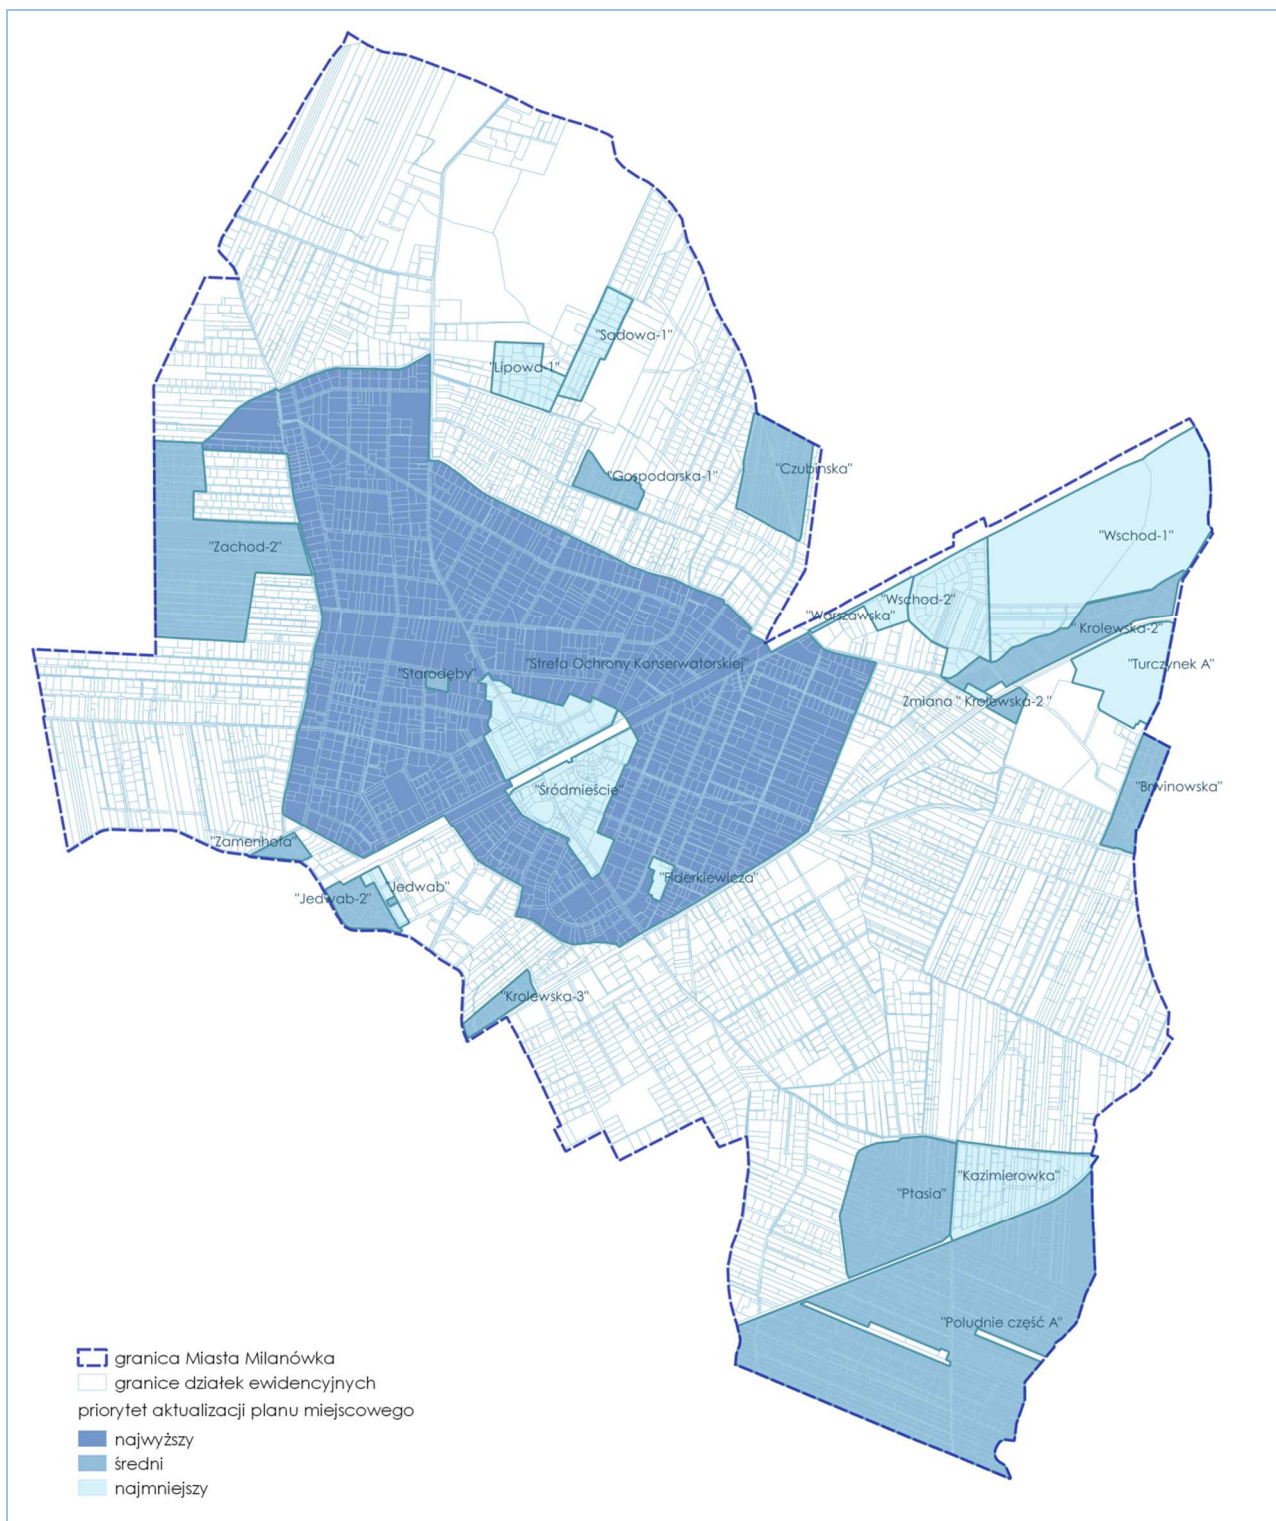 "Sadowa-1"
"Lipowa-1"
"Gospodarska-1"
"Czubinska"
"Zachod-2"
"Wschod-1"
"Wschod-2"
"Warszawska"
" Krolewska-2"
"Turczynek A"
"Strefa Ochrony Konserwatorskiej"
"Starodęby"
Zmiana " Krolewska-2 "
"Śródmieście"
"Brwinowska"
"Zamenhofa"
"Fiderkiewicza"
"Jedwab"
"Jedwab-2"
"Krolewska-3"
"Kazimierowka"
"Ptasia"
"Poludnie część A"
granica Miasta Milanówka
granice działek ewidencyjnych
priorytet aktualizacji planu miejscowego
najwyższy
średni
najmniejszy